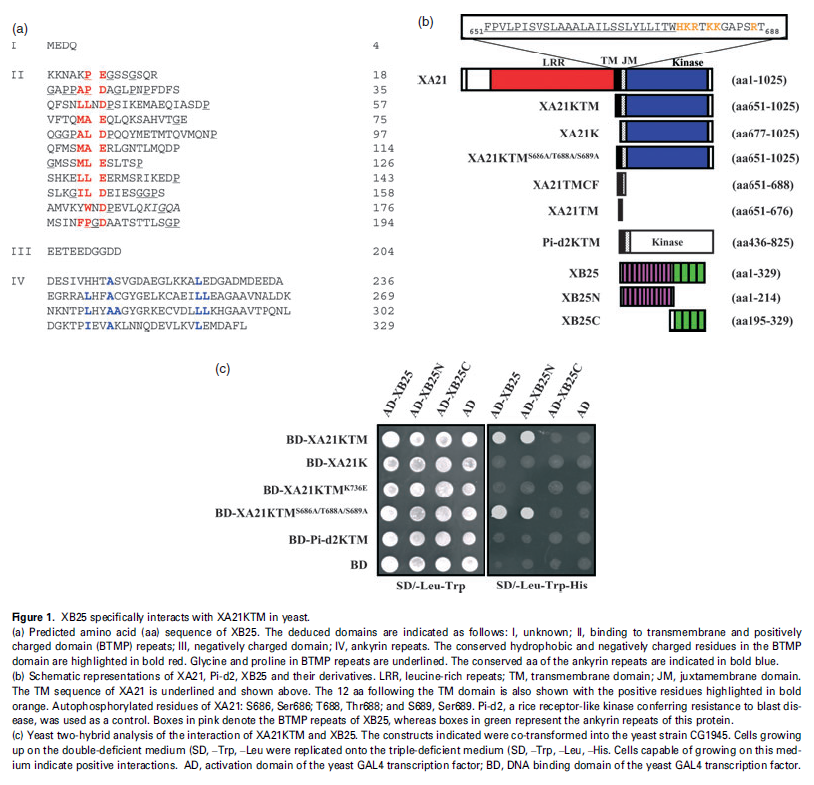 (a)
I MEDQ 4
II KKNAKP EGSSGSQR 18
GAPPAP DAGLPNPFDFS 35
QFSNLLNDPSIKEMAEQIASDP 57
VFTQMA EQLQKSAHVTGE 75
QGGPAL DPQQYMETMTQVMQNP 97
QFMSMA ERLGNTLMQDP 114
GMSSML ESLTSP 126
SHKELL EERMSRIKEDP 143
SLKGIL DEIESGGPS 158
AMVKYWNDPEVLQKIGQA 176
MSINFPGDAATSTTLSGP 194
III EETEEDGGDD 204
IV DESIVHHTASVGDAEGLKKALEDGADMDEEDA 236
EGRRALHFACGYGELKCAEILLEAGAAVNALDK 269
NKNTPLHYAAGYGRKECVDLLLKHGAAVTPQNL 302
DGKTPIEVAKLNNQDEVLKVLEMDAFL 329
(b)
651FPVLPISVSLAAALAILSSLYLLITWHKRTKKGAPSRT688
LRR TM JM Kinase
XA21 (aa1-1025)
XA21KTM (aa651-1025)
XA21K (aa677-1025)
XA21KTMS686A/T688A/S689A (aa651-1025)
XA21TMCF (aa651-688)
XA21TM (aa651-676)
Pi-d2KTM Kinase (aa436-825)
XB25 (aa1-329)
XB25N (aa1-214)
XB25C (aa195-329)
(c)
AD-XB25 AD-XB25N AD-XB25C AD AD-XB25 AD-XB25N AD-XB25C AD
BD-XA21KTM
BD-XA21K
BD-XA21KTMK736E
BD-XA21KTMS686A/T688A/S689A
BD-Pi-d2KTM
BD
SD/-Leu-Trp SD/-Leu-Trp-His
Figure 1. XB25 specifically interacts with XA21KTM in yeast.
(a) Predicted amino acid (aa) sequence of XB25. The deduced domains are indicated as follows: I, unknown; II, binding to transmembrane and positively
charged domain (BTMP) repeats; III, negatively charged domain; IV, ankyrin repeats. The conserved hydrophobic and negatively charged residues in the BTMP
domain are highlighted in bold red. Glycine and proline in BTMP repeats are underlined. The conserved aa of the ankyrin repeats are indicated in bold blue.
(b) Schematic representations of XA21, Pi-d2, XB25 and their derivatives. LRR, leucine-rich repeats; TM, transmembrane domain; JM, juxtamembrane domain.
The TM sequence of XA21 is underlined and shown above. The 12 aa following the TM domain is also shown with the positive residues highlighted in bold
orange. Autophosphorylated residues of XA21: S686, Ser686; T688, Thr688; and S689, Ser689. Pi-d2, a rice receptor-like kinase conferring resistance to blast dis-
ease, was used as a control. Boxes in pink denote the BTMP repeats of XB25, whereas boxes in green represent the ankyrin repeats of this protein.
(c) Yeast two-hybrid analysis of the interaction of XA21KTM and XB25. The constructs indicated were co-transformed into the yeast strain CG1945. Cells growing
up on the double-deficient medium (SD, –Trp, –Leu were replicated onto the triple-deficient medium (SD, –Trp, –Leu, –His. Cells capable of growing on this med-
ium indicate positive interactions. AD, activation domain of the yeast GAL4 transcription factor; BD, DNA binding domain of the yeast GAL4 transcription factor.